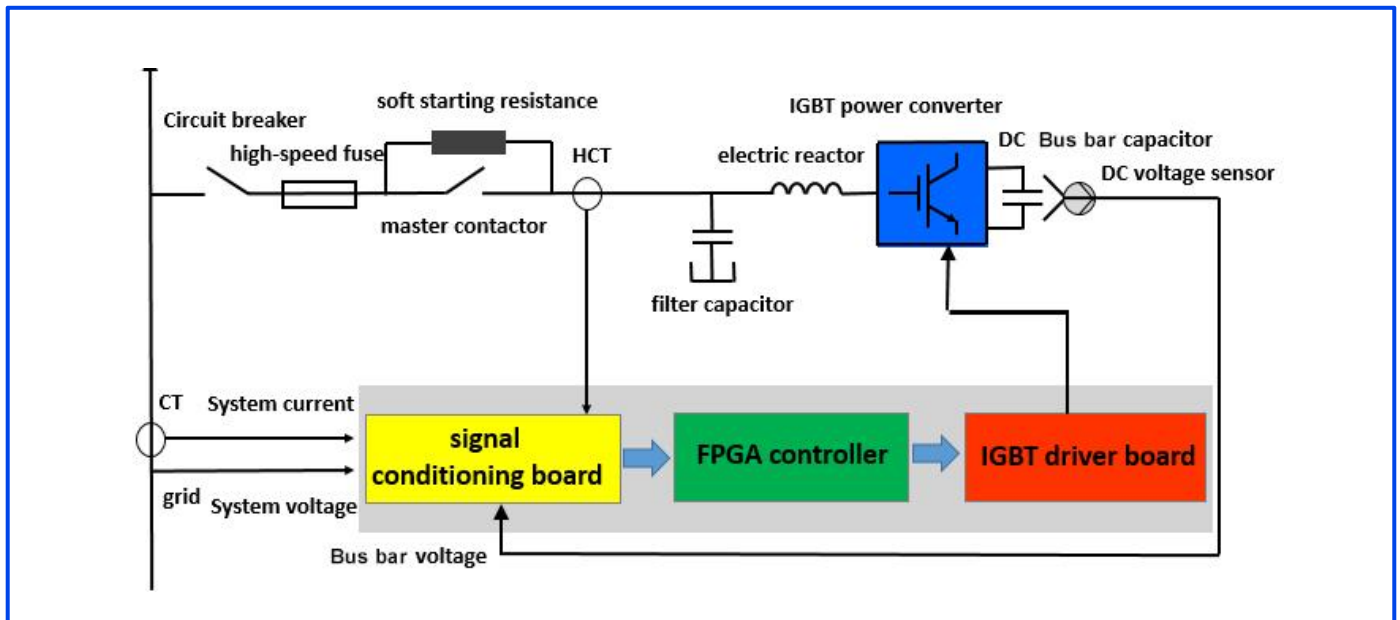 soft starting resistance
IGBT power converter
Circuit breaker
high-speed fuse
HCT
electric reactor
DC Bus bar capacitor
DC voltage sensor
master contactor
filter capacitor
CT
System current
signal
conditioning board
FPGA controller
IGBT driver board
grid
System voltage
Bus bar voltage